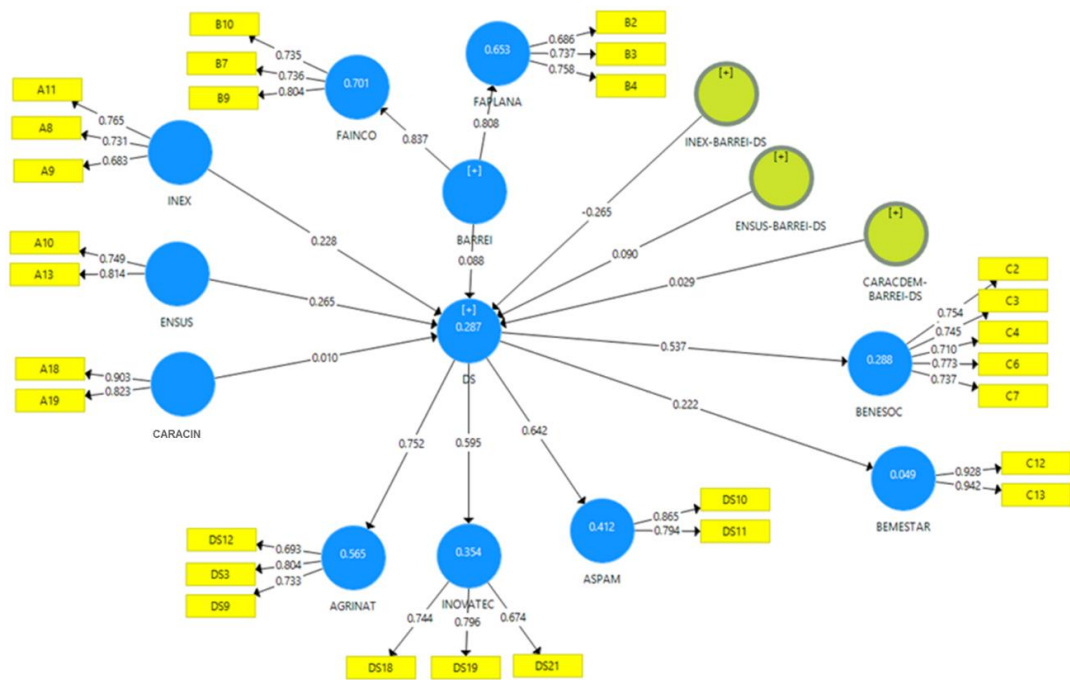 B10
0.735
B7
0.736
B9
0.804
0.701
FAINCO
0.653
FAPLANA
0.686
B2
0.737
B3
0.758
B4
A11
0.765
A8
0.731
A9
0.683
INEX
0.837
0.808
[+]
BARREI
[+]
INEX-BARREI-DS
[+]
ENSUS-BARREI-DS
[+]
CARACDEM-
BARREI-DS
-0.265
0.228
0.088
0.090
0.029
A10
0.749
A13
0.814
ENSUS
0.265
[+]
0.287
DS
A18
0.903
A19
0.823
CARACIN
0.010
0.537
0.288
BENESOC
C2
0.754
C3
0.745
C4
0.710
C6
0.773
C7
0.737
0.222
0.049
BEMESTAR
C12
0.928
C13
0.942
0.752
0.595
0.642
DS12
0.693
DS3
0.804
DS9
0.733
0.565
AGRINAT
0.354
INOVATEC
0.744
0.796
0.674
DS18
DS19
DS21
0.412
ASPAM
0.865
DS10
0.794
DS11